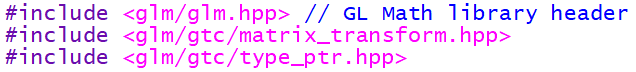 #include <glm/glm.hpp> // GL Math library header
#include <glm/gtc/matrix_transform.hpp>
#include <glm/gtc/type_ptr.hpp>